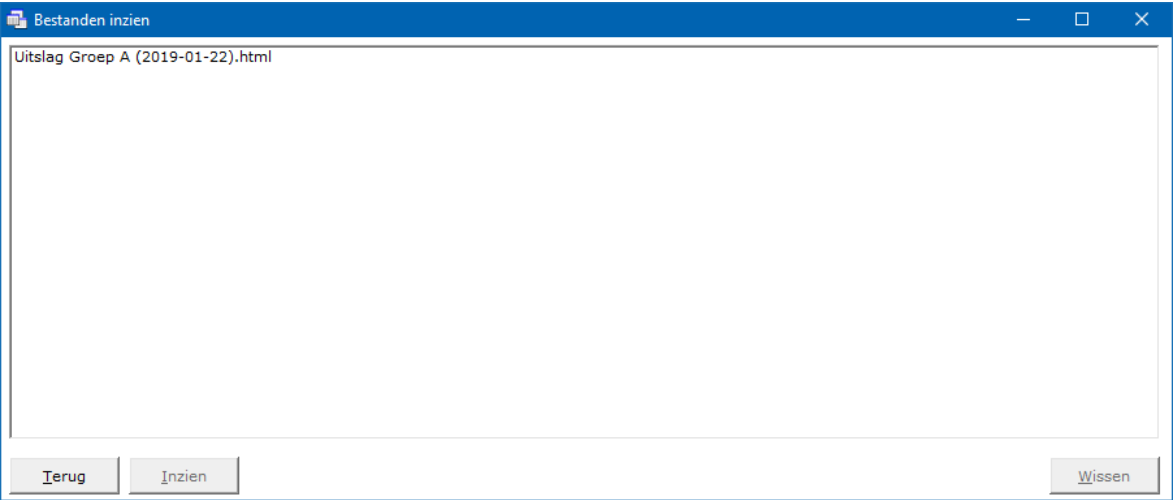 Bestanden inzien
Uitslag Groep A (2019-01-22).html
Terug
Inzien
Wissen